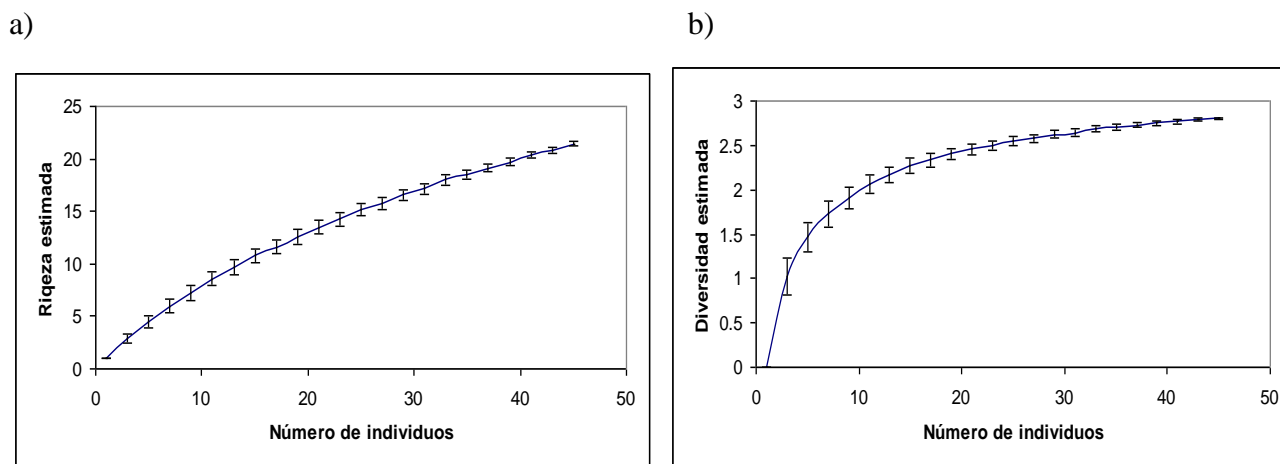 a)
b)
25
20
15
10
5
0
Riqeza estimada
0 10 20 30 40 50
Número de individuos
3
2.5
2
1.5
1
0.5
0
Diversidad estimada
0 10 20 30 40 50
Número de individuos